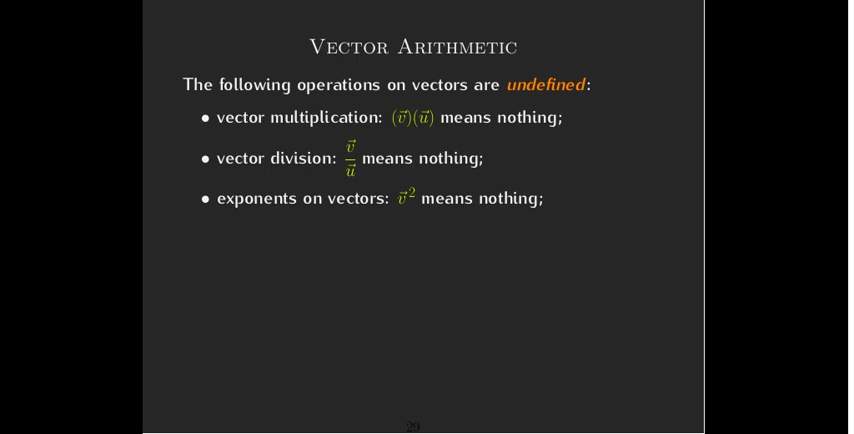 Vector Arithmetic
The following operations on vectors are undefined:
• vector multiplication: (v⃗)(u⃗) means nothing;
• vector division: v⃗/u⃗ means nothing;
• exponents on vectors: v⃗² means nothing;
29